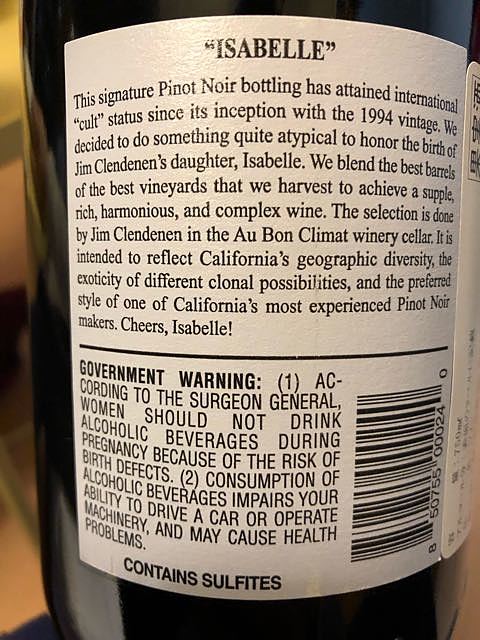 “ISABELLE”
This signature Pinot Noir bottling has attained international
“cult” status since its inception with the 1994 vintage. We
decided to do something quite atypical to honor the birth of
Jim Clendenen’s daughter, Isabelle. We blend the best barrels
of the best vineyards that we harvest to achieve a supple,
rich, harmonious, and complex wine. The selection is done
by Jim Clendenen in the Au Bon Climat winery cellar. It is
intended to reflect California’s geographic diversity, the
exoticity of different clonal possibilities, and the preferred
style of one of California’s most experienced Pinot Noir
makers. Cheers, Isabelle!
GOVERNMENT WARNING: (1) AC-
CORDING TO THE SURGEON GENERAL,
WOMEN SHOULD NOT DRINK
ALCOHOLIC BEVERAGES DURING
PREGNANCY BECAUSE OF THE RISK OF
BIRTH DEFECTS. (2) CONSUMPTION OF
ALCOHOLIC BEVERAGES IMPAIRS YOUR
ABILITY TO DRIVE A CAR OR OPERATE
MACHINERY, AND MAY CAUSE HEALTH
PROBLEMS.
CONTAINS SULFITES
8 50755 00024 0
750ml